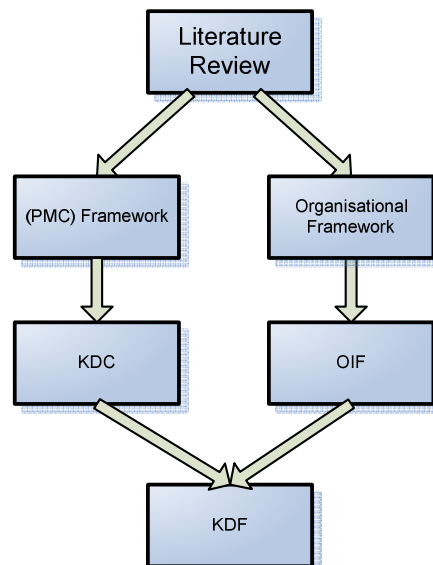 Literature
Review
(PMC) Framework
Organisational
Framework
KDC
OIF
KDF